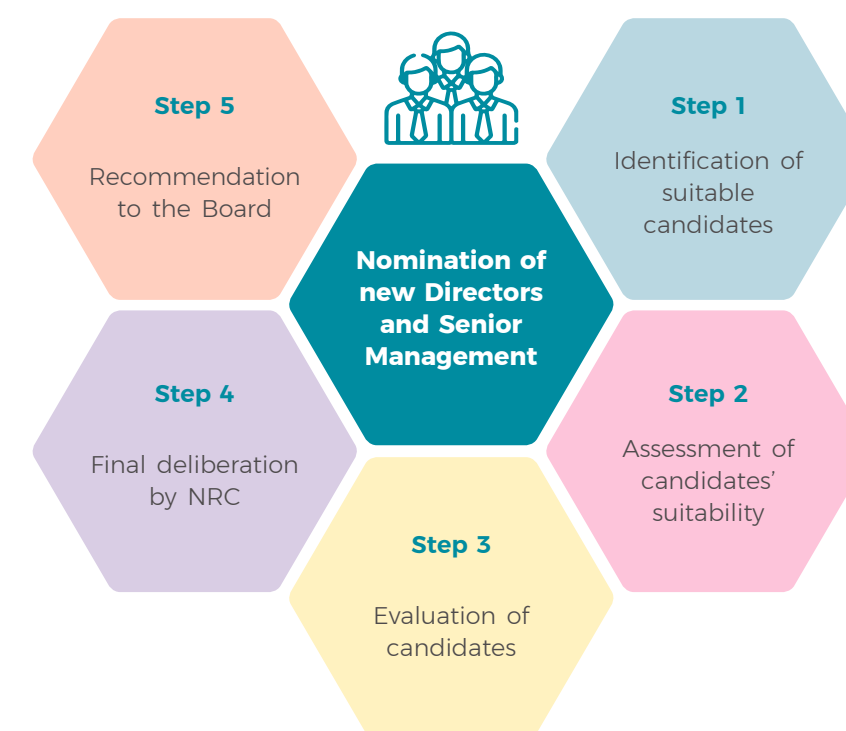 Nomination of
new Directors
and Senior
Management
Step 1
Identification of
suitable
candidates
Step 2
Assessment of
candidates’
suitability
Step 3
Evaluation of
candidates
Step 4
Final deliberation
by NRC
Step 5
Recommendation
to the Board